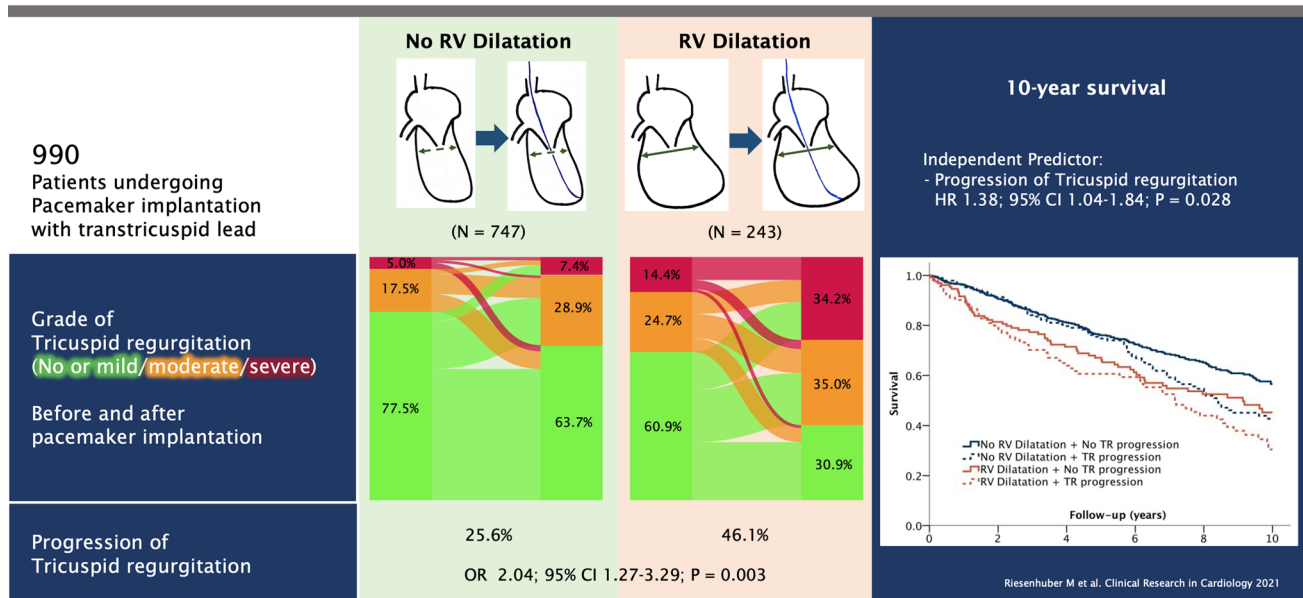 No RV Dilatation
RV Dilatation
10-year survival
990
Patients undergoing
Pacemaker implantation
with transtricuspid lead
(N = 747)
(N = 243)
Independent Predictor:
- Progression of Tricuspid regurgitation
HR 1.38; 95% CI 1.04-1.84; P = 0.028
Grade of
Tricuspid regurgitation
(No or mild/moderate/severe)
Before and after
pacemaker implantation
5.0%
17.5%
77.5%
7.4%
28.9%
63.7%
14.4%
24.7%
60.9%
34.2%
35.0%
30.9%
Survival
1.0
0.8
0.6
0.4
0.2
0.0
No RV Dilatation + No TR progression
No RV Dilatation + TR progression
RV Dilatation + No TR progression
RV Dilatation + TR progression
Follow-up (years)
0 2 4 6 8 10
Progression of
Tricuspid regurgitation
25.6%
46.1%
OR 2.04; 95% CI 1.27-3.29; P = 0.003
Riesenhuber M et al. Clinical Research in Cardiology 2021